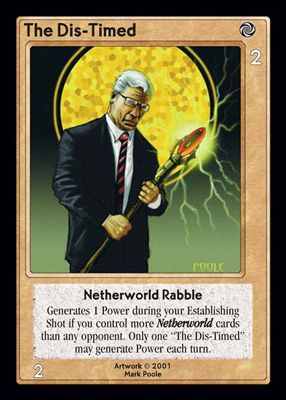 The Dis-Timed
2
POOLE
Netherworld Rabble
Generates 1 Power during your Establishing
Shot if you control more Netherworld cards
than any opponent. Only one “The Dis-Timed”
may generate Power each turn.
2
Artwork © 2001
Mark Poole